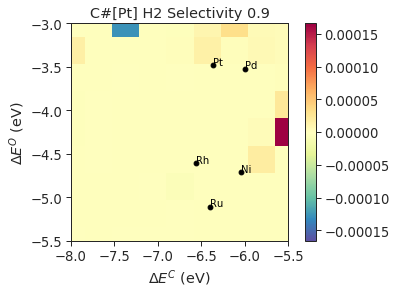 C#[Pt] H2 Selectivity 0.9
−3.0
−3.5
−4.0
−4.5
−5.0
−5.5
ΔE^O (eV)
Pt
Pd
Rh
Ni
Ru
−8.0 −7.5 −7.0 −6.5 −6.0 −5.5
ΔE^C (eV)
0.00015
0.00010
0.00005
0.00000
−0.00005
−0.00010
−0.00015